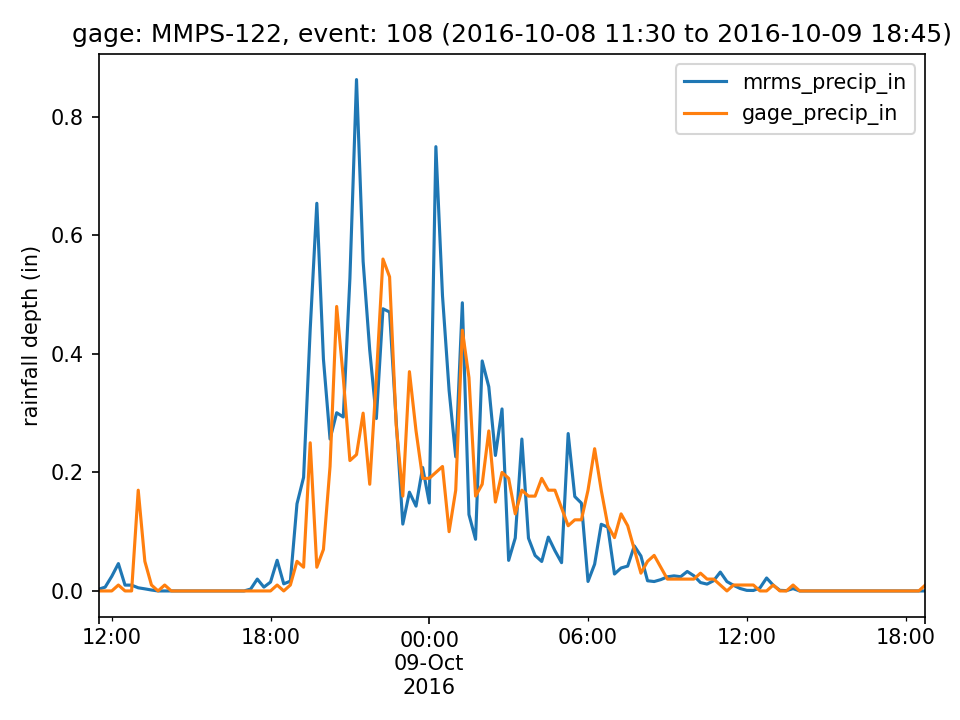 gage: MMPS-122, event: 108 (2016-10-08 11:30 to 2016-10-09 18:45)
mrms_precip_in
gage_precip_in
rainfall depth (in)
0.8
0.6
0.4
0.2
0.0
12:00 18:00 00:00 06:00 12:00 18:00
09-Oct
2016